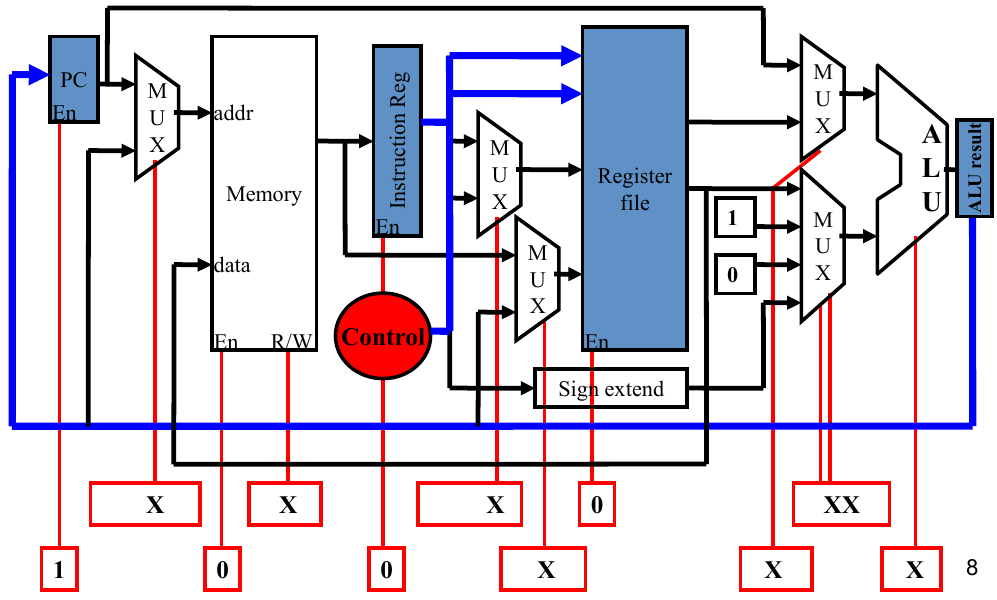 PC
En
M
U
X
addr
Memory
data
En
R/W
Instruction Reg
En
Control
M
U
X
M
U
X
Register
file
En
Sign extend
1
0
M
U
X
M
U
X
A
L
U
ALU result
X
X
X
0
XX
1
0
0
X
X
X
8